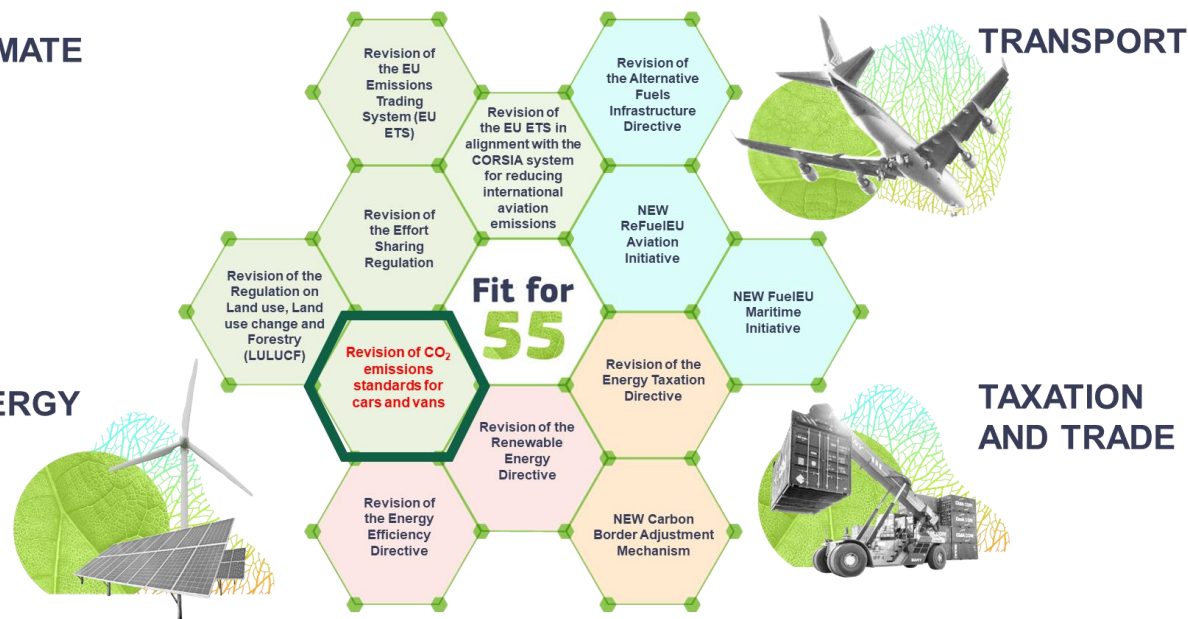 MATE
TRANSPORT
Revision of
the EU
Emissions
Trading
System (EU
ETS)
Revision of
the EU ETS in
alignment with the
CORSIA system
for reducing
international
aviation
emissions
Revision of
the Alternative
Fuels
Infrastructure
Directive
Revision of
the Effort
Sharing
Regulation
NEW
ReFuelEU
Aviation
Initiative
Revision of the
Regulation on
Land use, Land
use change and
Forestry
(LULUCF)
Fit for
55
NEW FuelEU
Maritime
Initiative
Revision of CO₂
emissions
standards for
cars and vans
Revision of the
Energy Taxation
Directive
ERGY
TAXATION
AND TRADE
Revision of the
Renewable
Energy
Directive
Revision of
the Energy
Efficiency
Directive
NEW Carbon
Border Adjustment
Mechanism